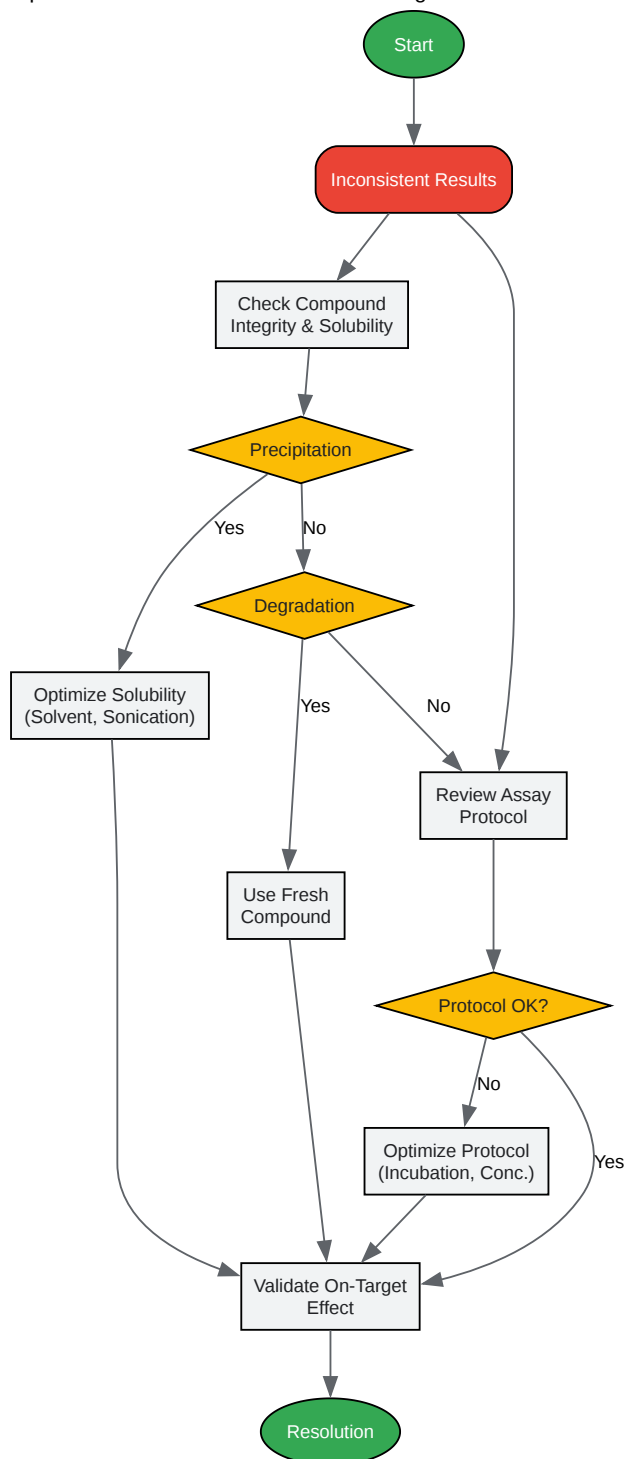 Start
Inconsistent Results
Check Compound
Integrity & Solubility
Precipitation
Yes
No
Degradation
Optimize Solubility
(Solvent, Sonication)
Yes
No
Review Assay
Protocol
Use Fresh
Compound
Protocol OK?
No
Optimize Protocol
(Incubation, Conc.)
Yes
Validate On-Target
Effect
Resolution